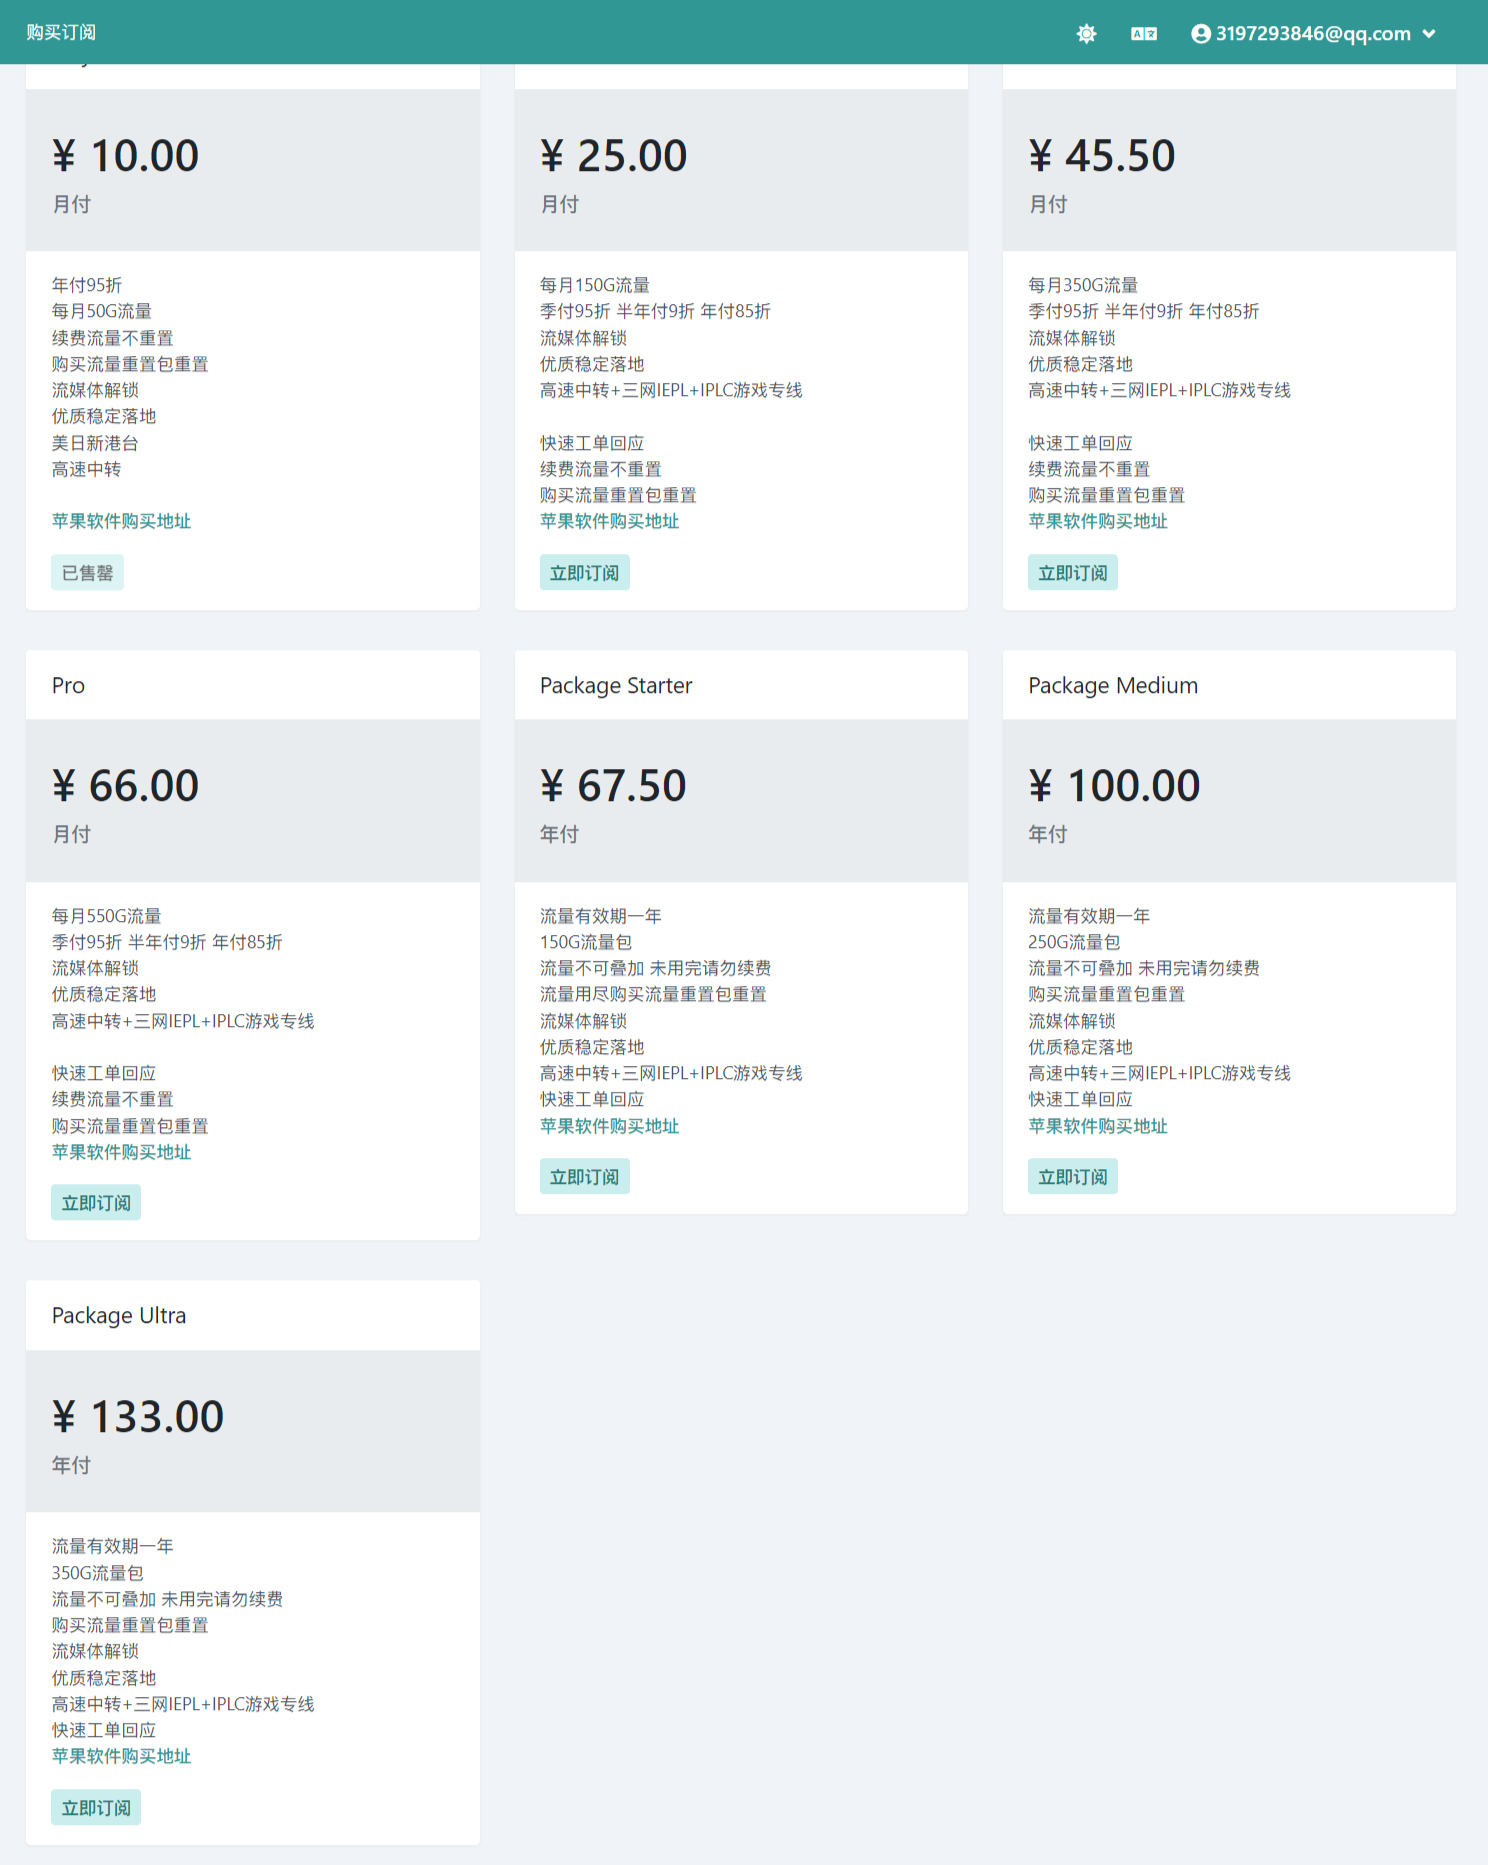 购买订阅
3197293846@qq.com
¥ 10.00
月付
年付95折
每月50G流量
续费流量不重置
购买流量重置包重置
流媒体解锁
优质稳定落地
美日新港台
高速中转
苹果软件购买地址
已售罄
¥ 25.00
月付
每月150G流量
季付95折 半年付9折 年付85折
流媒体解锁
优质稳定落地
高速中转+三网IEPL+IPLC游戏专线
快速工单回应
续费流量不重置
购买流量重置包重置
苹果软件购买地址
立即订阅
¥ 45.50
月付
每月350G流量
季付95折 半年付9折 年付85折
流媒体解锁
优质稳定落地
高速中转+三网IEPL+IPLC游戏专线
快速工单回应
续费流量不重置
购买流量重置包重置
苹果软件购买地址
立即订阅
Pro
¥ 66.00
月付
每月550G流量
季付95折 半年付9折 年付85折
流媒体解锁
优质稳定落地
高速中转+三网IEPL+IPLC游戏专线
快速工单回应
续费流量不重置
购买流量重置包重置
苹果软件购买地址
立即订阅
Package Starter
¥ 67.50
年付
流量有效期一年
150G流量包
流量不可叠加 未用完请勿续费
流量用尽购买流量重置包重置
流媒体解锁
优质稳定落地
高速中转+三网IEPL+IPLC游戏专线
快速工单回应
苹果软件购买地址
立即订阅
Package Medium
¥ 100.00
年付
流量有效期一年
250G流量包
流量不可叠加 未用完请勿续费
购买流量重置包重置
流媒体解锁
优质稳定落地
高速中转+三网IEPL+IPLC游戏专线
快速工单回应
苹果软件购买地址
立即订阅
Package Ultra
¥ 133.00
年付
流量有效期一年
350G流量包
流量不可叠加 未用完请勿续费
购买流量重置包重置
流媒体解锁
优质稳定落地
高速中转+三网IEPL+IPLC游戏专线
快速工单回应
苹果软件购买地址
立即订阅